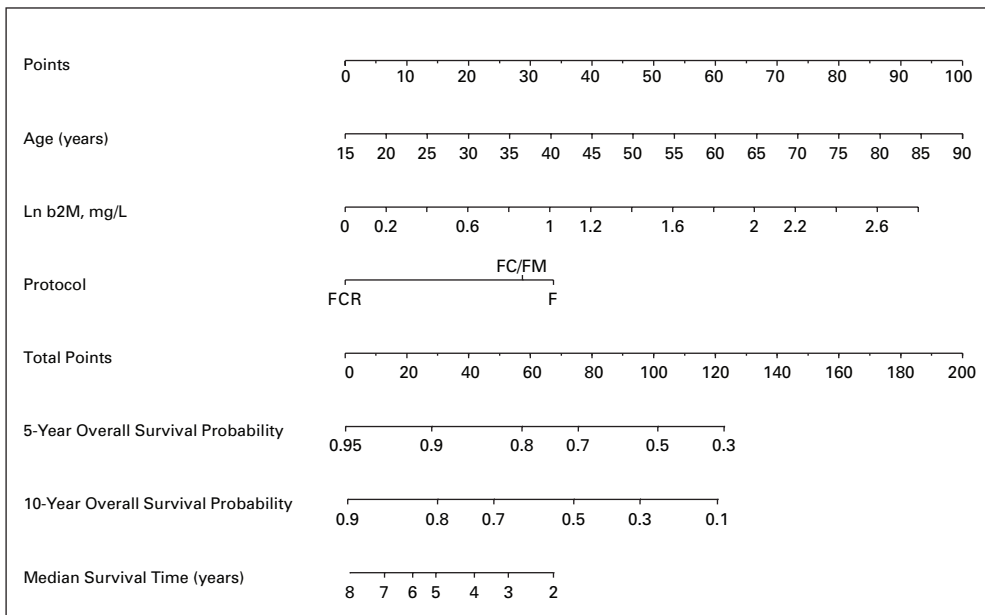 Points
0 10 20 30 40 50 60 70 80 90 100
Age (years)
15 20 25 30 35 40 45 50 55 60 65 70 75 80 85 90
Ln b2M, mg/L
0 0.2 0.6 1 1.2 1.6 2 2.2 2.6
FC/FM
Protocol
FCR F
Total Points
0 20 40 60 80 100 120 140 160 180 200
5-Year Overall Survival Probability
0.95 0.9 0.8 0.7 0.5 0.3
10-Year Overall Survival Probability
0.9 0.8 0.7 0.5 0.3 0.1
Median Survival Time (years)
8 7 6 5 4 3 2